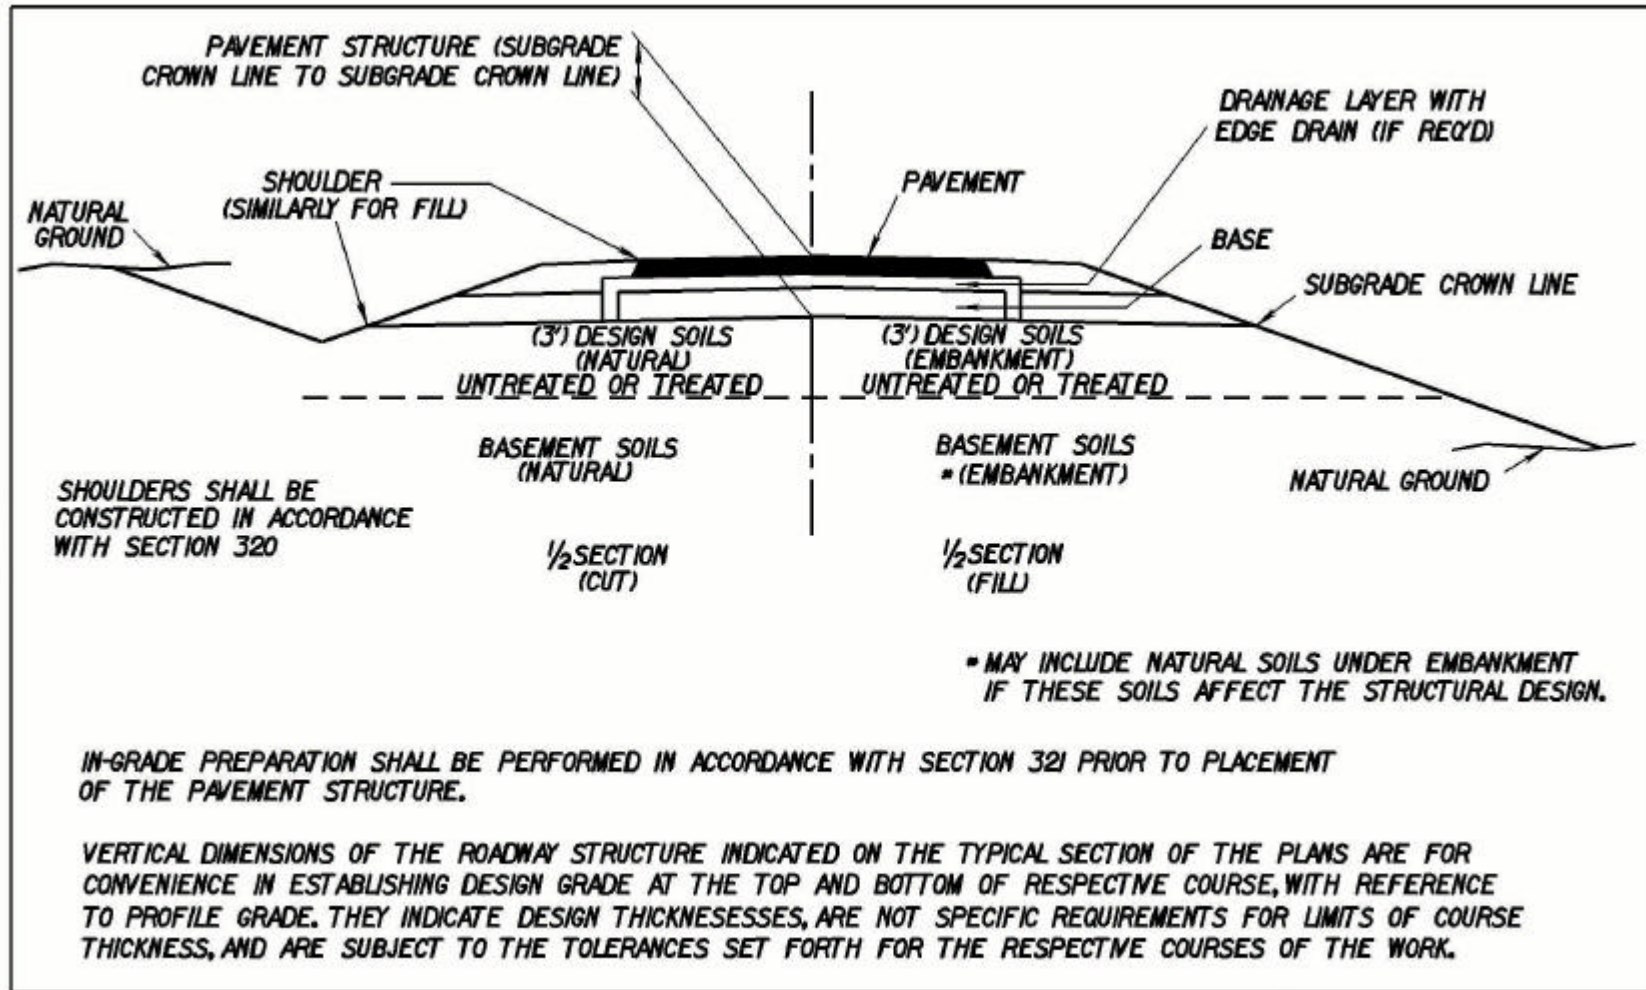 PAVEMENT STRUCTURE (SUBGRADE
CROWN LINE TO SUBGRADE CROWN LINE)
DRAINAGE LAYER WITH
EDGE DRAIN (IF REQ'D)
SHOULDER
(SIMILARLY FOR FILL)
PAVEMENT
NATURAL
GROUND
BASE
SUBGRADE CROWN LINE
(3') DESIGN SOILS
(NATURAL)
UNTREATED OR TREATED
(3') DESIGN SOILS
(EMBANKMENT)
UNTREATED OR TREATED
BASEMENT SOILS
(NATURAL)
BASEMENT SOILS
* (EMBANKMENT)
NATURAL GROUND
SHOULDERS SHALL BE
CONSTRUCTED IN ACCORDANCE
WITH SECTION 320
1/2 SECTION
(CUT)
1/2 SECTION
(FILL)
* MAY INCLUDE NATURAL SOILS UNDER EMBANKMENT
IF THESE SOILS AFFECT THE STRUCTURAL DESIGN.
IN-GRADE PREPARATION SHALL BE PERFORMED IN ACCORDANCE WITH SECTION 321 PRIOR TO PLACEMENT
OF THE PAVEMENT STRUCTURE.
VERTICAL DIMENSIONS OF THE ROADWAY STRUCTURE INDICATED ON THE TYPICAL SECTION OF THE PLANS ARE FOR
CONVENIENCE IN ESTABLISHING DESIGN GRADE AT THE TOP AND BOTTOM OF RESPECTIVE COURSE, WITH REFERENCE
TO PROFILE GRADE. THEY INDICATE DESIGN THICKNESESSES, ARE NOT SPECIFIC REQUIREMENTS FOR LIMITS OF COURSE
THICKNESS, AND ARE SUBJECT TO THE TOLERANCES SET FORTH FOR THE RESPECTIVE COURSES OF THE WORK.